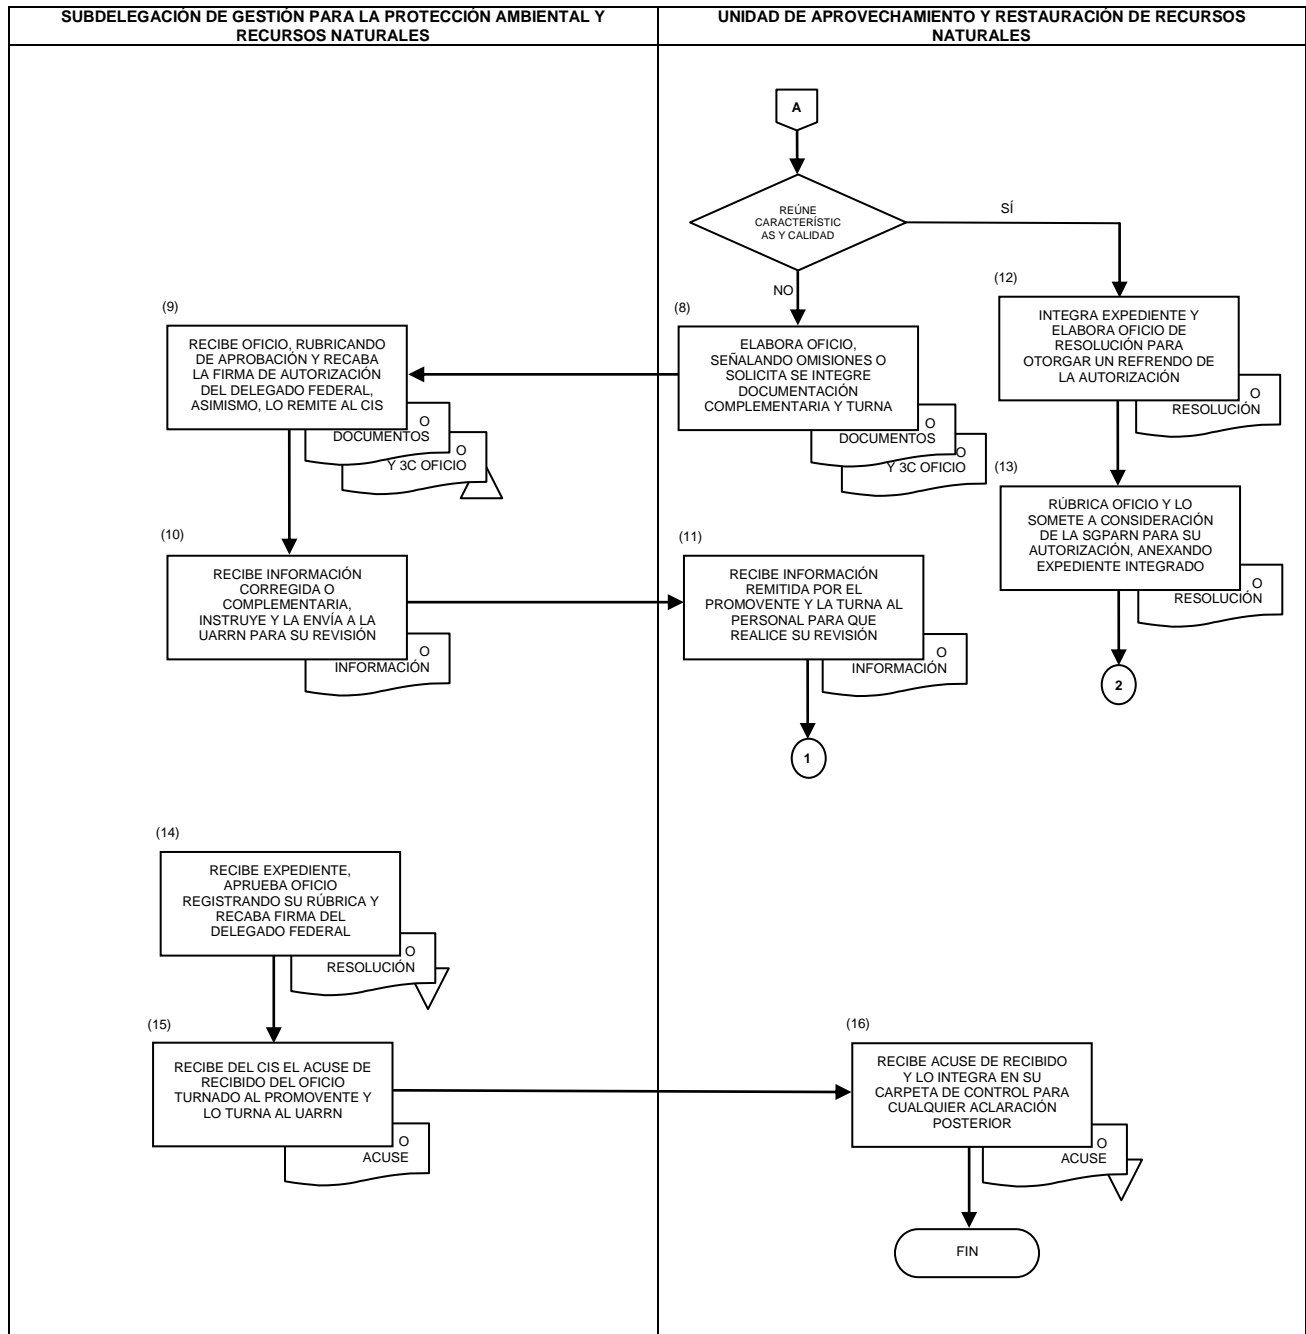 SUBDELEGACIÓN DE GESTIÓN PARA LA PROTECCIÓN AMBIENTAL Y
RECURSOS NATURALES
UNIDAD DE APROVECHAMIENTO Y RESTAURACIÓN DE RECURSOS
NATURALES
A
REÚNE
CARACTERÍSTIC
AS Y CALIDAD
SÍ
NO
(8)
ELABORA OFICIO,
SEÑALANDO OMISIONES O
SOLICITA SE INTEGRE
DOCUMENTACIÓN
COMPLEMENTARIA Y TURNA
O
DOCUMENTOS
O
Y 3C OFICIO
(9)
RECIBE OFICIO, RUBRICANDO
DE APROBACIÓN Y RECABA
LA FIRMA DE AUTORIZACIÓN
DEL DELEGADO FEDERAL,
ASIMISMO, LO REMITE AL CIS
O
DOCUMENTOS
O
Y 3C OFICIO
(10)
RECIBE INFORMACIÓN
CORREGIDA O
COMPLEMENTARIA,
INSTRUYE Y LA ENVÍA A LA
UARRN PARA SU REVISIÓN
O
INFORMACIÓN
(11)
RECIBE INFORMACIÓN
REMITIDA POR EL
PROMOVENTE Y LA TURNA AL
PERSONAL PARA QUE
REALICE SU REVISIÓN
O
INFORMACIÓN
1
(12)
INTEGRA EXPEDIENTE Y
ELABORA OFICIO DE
RESOLUCIÓN PARA
OTORGAR UN REFRENDO DE
LA AUTORIZACIÓN
O
RESOLUCIÓN
(13)
RÚBRICA OFICIO Y LO
SOMETE A CONSIDERACIÓN
DE LA SGPARN PARA SU
AUTORIZACIÓN, ANEXANDO
EXPEDIENTE INTEGRADO
O
RESOLUCIÓN
2
(14)
RECIBE EXPEDIENTE,
APRUEBA OFICIO
REGISTRANDO SU RÚBRICA Y
RECABA FIRMA DEL
DELEGADO FEDERAL
O
RESOLUCIÓN
(15)
RECIBE DEL CIS EL ACUSE DE
RECIBIDO DEL OFICIO
TURNADO AL PROMOVENTE Y
LO TURNA AL UARRN
O
ACUSE
(16)
RECIBE ACUSE DE RECIBIDO
Y LO INTEGRA EN SU
CARPETA DE CONTROL PARA
CUALQUIER ACLARACIÓN
POSTERIOR
O
ACUSE
FIN